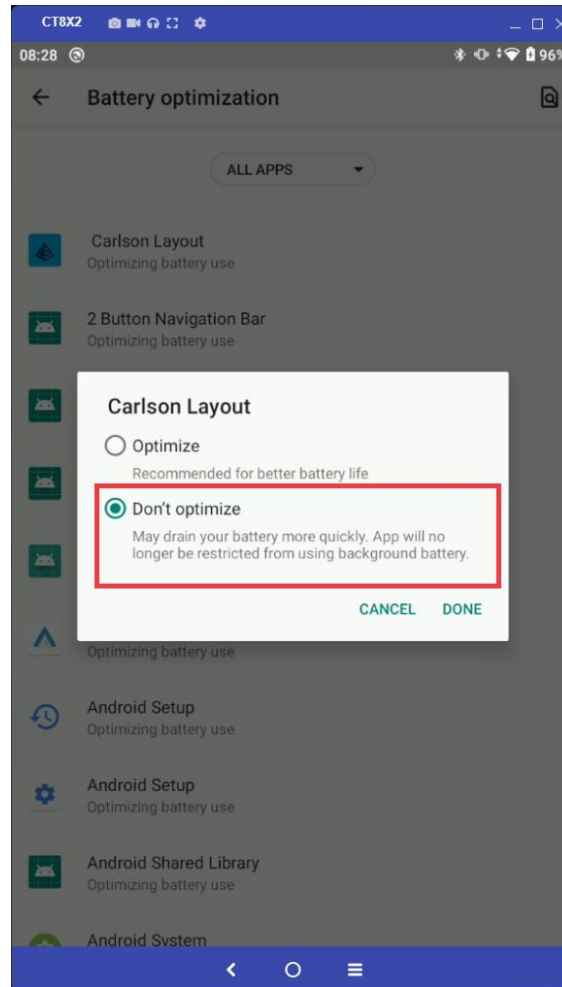 CT8X2
08:28
96%
Battery optimization
ALL APPS
Carlson Layout
Optimizing battery use
2 Button Navigation Bar
Optimizing battery use
Carlson Layout
Optimize
Recommended for better battery life
Don't optimize
May drain your battery more quickly. App will no
longer be restricted from using background battery.
CANCEL DONE
Optimizing battery use
Android Setup
Optimizing battery use
Android Setup
Optimizing battery use
Android Shared Library
Optimizing battery use
Android System